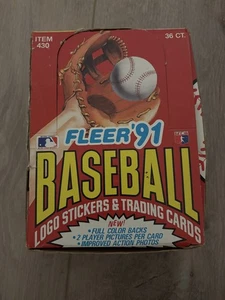 ITEM
430
36 CT.
FLEER '91
BASEBALL
LOGO STICKERS & TRADING CARDS
NEW!
• FULL COLOR BACKS
• 2 PLAYER PICTURES PER CARD
• IMPROVED ACTION PHOTOS